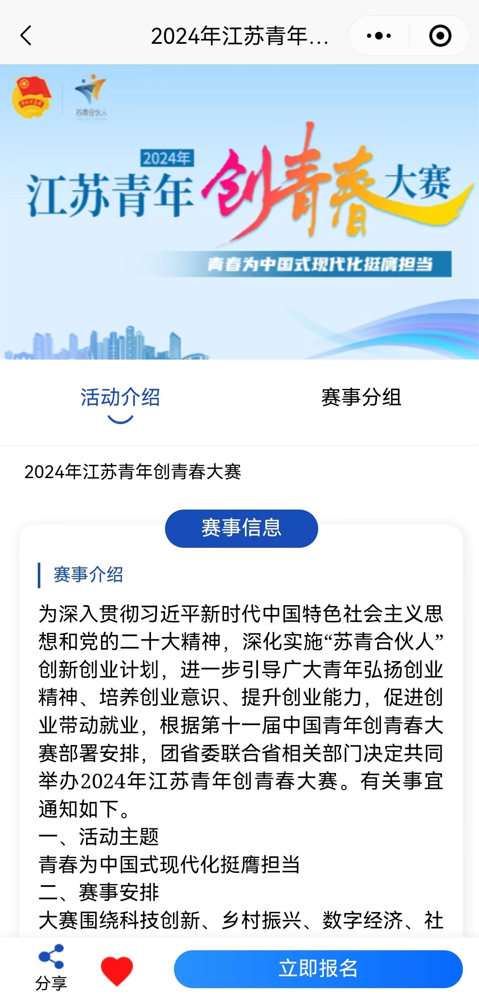 2024年江苏青年...
苏青合伙人
2024年
江苏青年创青春大赛
青春为中国式现代化挺膺担当
活动介绍
赛事分组
2024年江苏青年创青春大赛
赛事信息
赛事介绍
为深入贯彻习近平新时代中国特色社会主义思
想和党的二十大精神，深化实施“苏青合伙人”
创新创业计划，进一步引导广大青年弘扬创业
精神、培养创业意识、提升创业能力，促进创
业带动就业，根据第十一届中国青年创青春大
赛部署安排，团省委联合省相关部门决定共同
举办2024年江苏青年创青春大赛。有关事宜
通知如下。
一、活动主题
青春为中国式现代化挺膺担当
二、赛事安排
大赛围绕科技创新、乡村振兴、数字经济、社
分享
立即报名